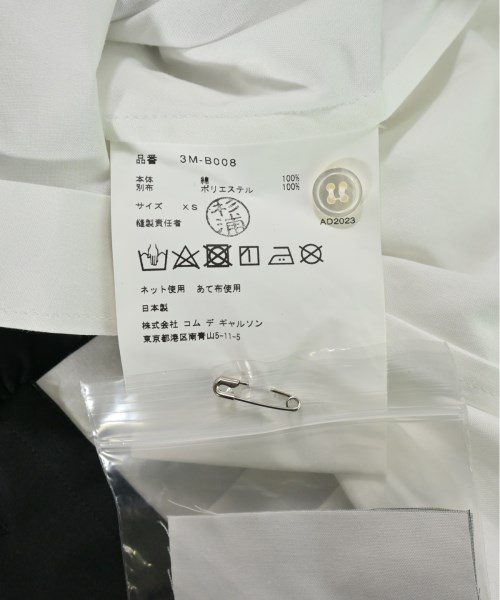 品番 3M-B008
本体 綿 100%
別布 ポリエステル 100%
サイズ XS
縫製責任者 杉浦
AD2023
ネット使用 あて布使用
日本製
株式会社 コム デ ギャルソン
東京都港区南青山5-11-5